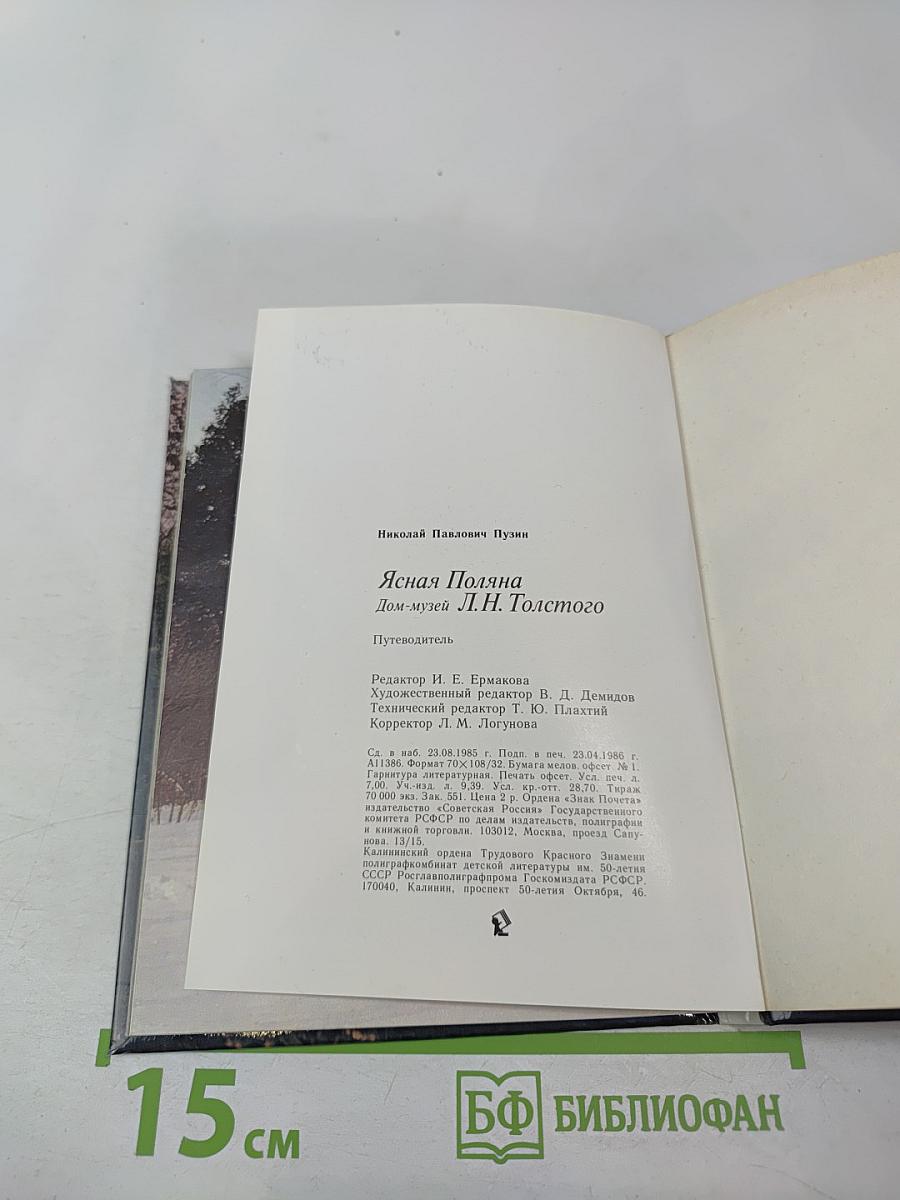 Николай Павлович Пузин
Ясная Поляна
Дом-музей Л.Н.Толстого
Путеводитель
Редактор И. Е. Ермакова
Художественный редактор В. Д. Демидов
Технический редактор Т. Ю. Плахтий
Корректор Л. М. Логунова
Сд. в наб. 23.08.1985 г. Подп. в печ. 23.04.1986 г.
А11386. Формат 70×108/32. Бумага мелов. офсет. № 1.
Гарнитура литературная. Печать офсет. Усл. печ. л.
7,00. Уч.-изд. л. 9,39. Усл. кр.-отт. 28,70. Тираж
70 000 экз. Зак. 551. Цена 2 р. Ордена «Знак Почета»
издательство «Советская Россия» Государственного
комитета РСФСР по делам издательств, полиграфии
и книжной торговли. 103012, Москва, проезд Сапу-
нова. 13/15.
Калининский ордена Трудового Красного Знамени
полиграфкомбинат детской литературы им. 50-летия
СССР Росглавполиграфпрома Госкомиздата РСФСР.
170040, Калинин, проспект 50-летия Октября, 46.
15 см
БФ БИБЛИОФАН